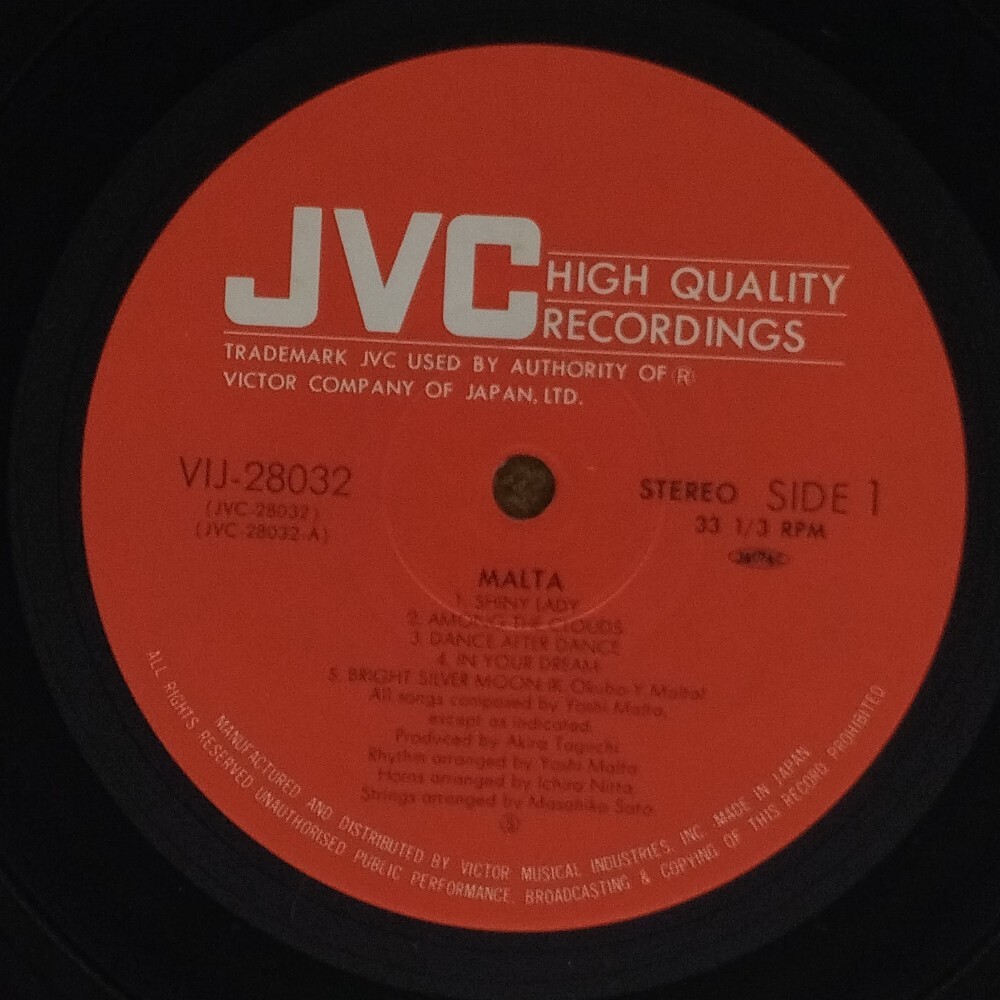 JVC HIGH QUALITY
RECORDINGS
TRADEMARK JVC USED BY AUTHORITY OF Ⓡ
VICTOR COMPANY OF JAPAN, LTD.
VIJ-28032
(JVC-28032)
(JVC-28032-A)
STEREO SIDE 1
33 1/3 RPM
MALTA
1. SHINY LADY
2. AMONG THE CLOUDS
3. DANCE AFTER DANCE
4. IN YOUR DREAM
5. BRIGHT SILVER MOON (K. Okubo-Y. Malta)
All songs composed by Yoshi Malta,
except as indicated.
Produced by Akira Taguchi
Rhythm arranged by Yoshi Malta
Horns arranged by Ichiro Nitta
Strings arranged by Masahiko Sato
Ⓢ
MANUFACTURED AND DISTRIBUTED BY VICTOR MUSICAL INDUSTRIES, INC. MADE IN JAPAN
ALL RIGHTS RESERVED UNAUTHORISED PUBLIC PERFORMANCE, BROADCASTING & COPYING OF THIS RECORD PROHIBITED